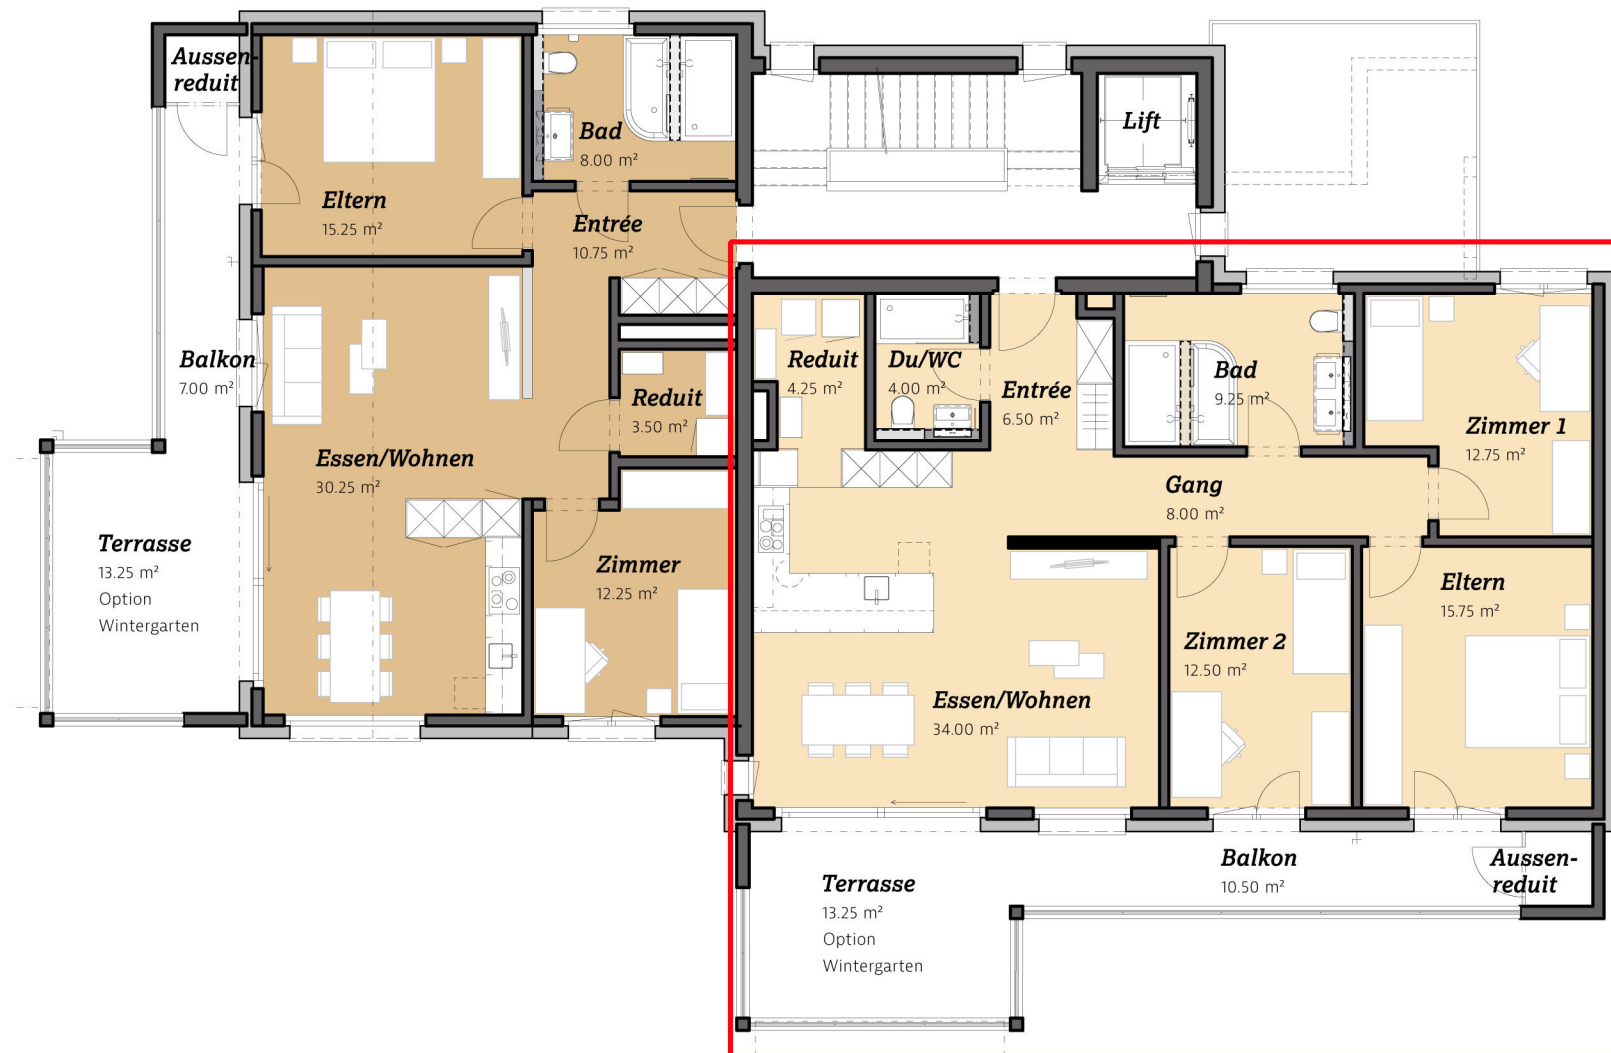 Aussen-
reduit
Eltern
15.25 m²
Bad
8.00 m²
Entrée
10.75 m²
Lift
Balkon
7.00 m²
Essen/Wohnen
30.25 m²
Reduit
3.50 m²
Terrasse
13.25 m²
Option
Wintergarten
Zimmer
12.25 m²
Reduit
4.25 m²
Du/WC
4.00 m²
Entrée
6.50 m²
Bad
9.25 m²
Zimmer 1
12.75 m²
Gang
8.00 m²
Eltern
15.75 m²
Zimmer 2
12.50 m²
Essen/Wohnen
34.00 m²
Balkon
10.50 m²
Aussen-
reduit
Terrasse
13.25 m²
Option
Wintergarten